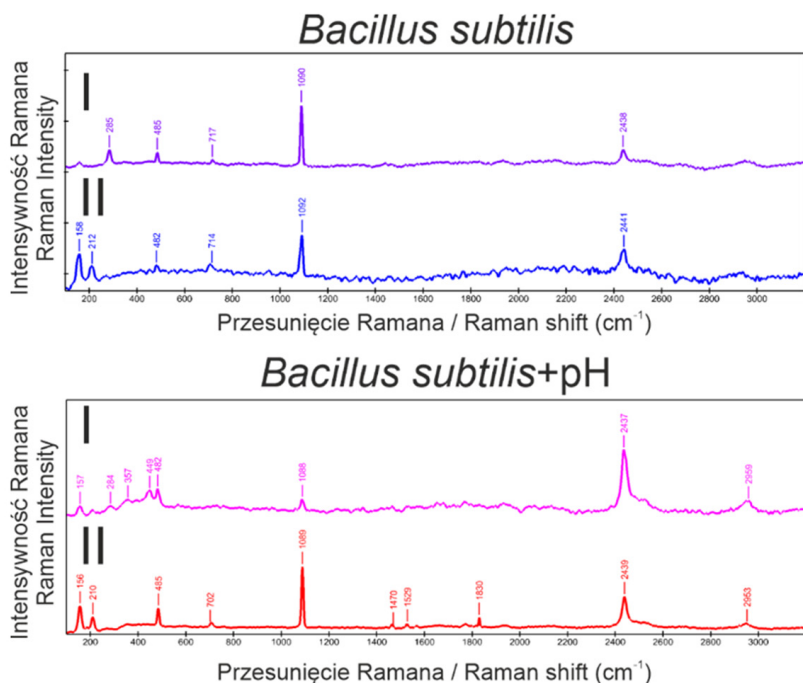 Bacillus subtilis
Intensywność Ramana
Raman Intensity
I
285
485
717
1090
2438
II
158
212
482
714
1092
2441
200 400 600 800 1000 1200 1400 1600 1800 2000 2200 2400 2600 2800 3000
Przesunięcie Ramana / Raman shift (cm⁻¹)
Bacillus subtilis+pH
Intensywność Ramana
Raman Intensity
I
157
284
357
449
482
1088
2437
2959
II
156
210
485
702
1089
1470
1529
1830
2439
2953
200 400 600 800 1000 1200 1400 1600 1800 2000 2200 2400 2600 2800 3000
Przesunięcie Ramana / Raman shift (cm⁻¹)